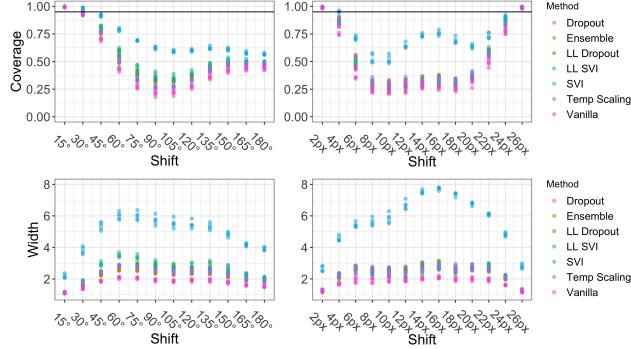 Coverage
1.00
0.75
0.50
0.25
0.00
15°
30°
45°
60°
75°
90°
105°
120°
135°
150°
165°
180°
Shift
1.00
0.75
0.50
0.25
0.00
2px
4px
6px
8px
10px
12px
14px
16px
18px
20px
22px
24px
26px
Shift
Method
Dropout
Ensemble
LL Dropout
LL SVI
SVI
Temp Scaling
Vanilla
Width
8
6
4
2
15°
30°
45°
60°
75°
90°
105°
120°
135°
150°
165°
180°
Shift
8
6
4
2
2px
4px
6px
8px
10px
12px
14px
16px
18px
20px
22px
24px
26px
Shift
Method
Dropout
Ensemble
LL Dropout
LL SVI
SVI
Temp Scaling
Vanilla